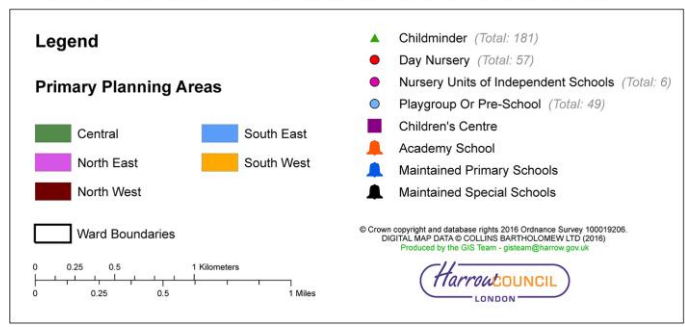 Legend
Primary Planning Areas
Central
South East
North East
South West
North West
Ward Boundaries
0 0.25 0.5 1 Kilometers
0 0.25 0.5 1 Miles
Childminder (Total: 181)
Day Nursery (Total: 57)
Nursery Units of Independent Schools (Total: 6)
Playgroup Or Pre-School (Total: 49)
Children's Centre
Academy School
Maintained Primary Schools
Maintained Special Schools
© Crown copyright and database rights 2016 Ordnance Survey 100019206.
DIGITAL MAP DATA © COLLINS BARTHOLOMEW LTD (2016)
Produced by the GIS Team - gisteam@harrow.gov.uk
HarrowCOUNCIL
LONDON